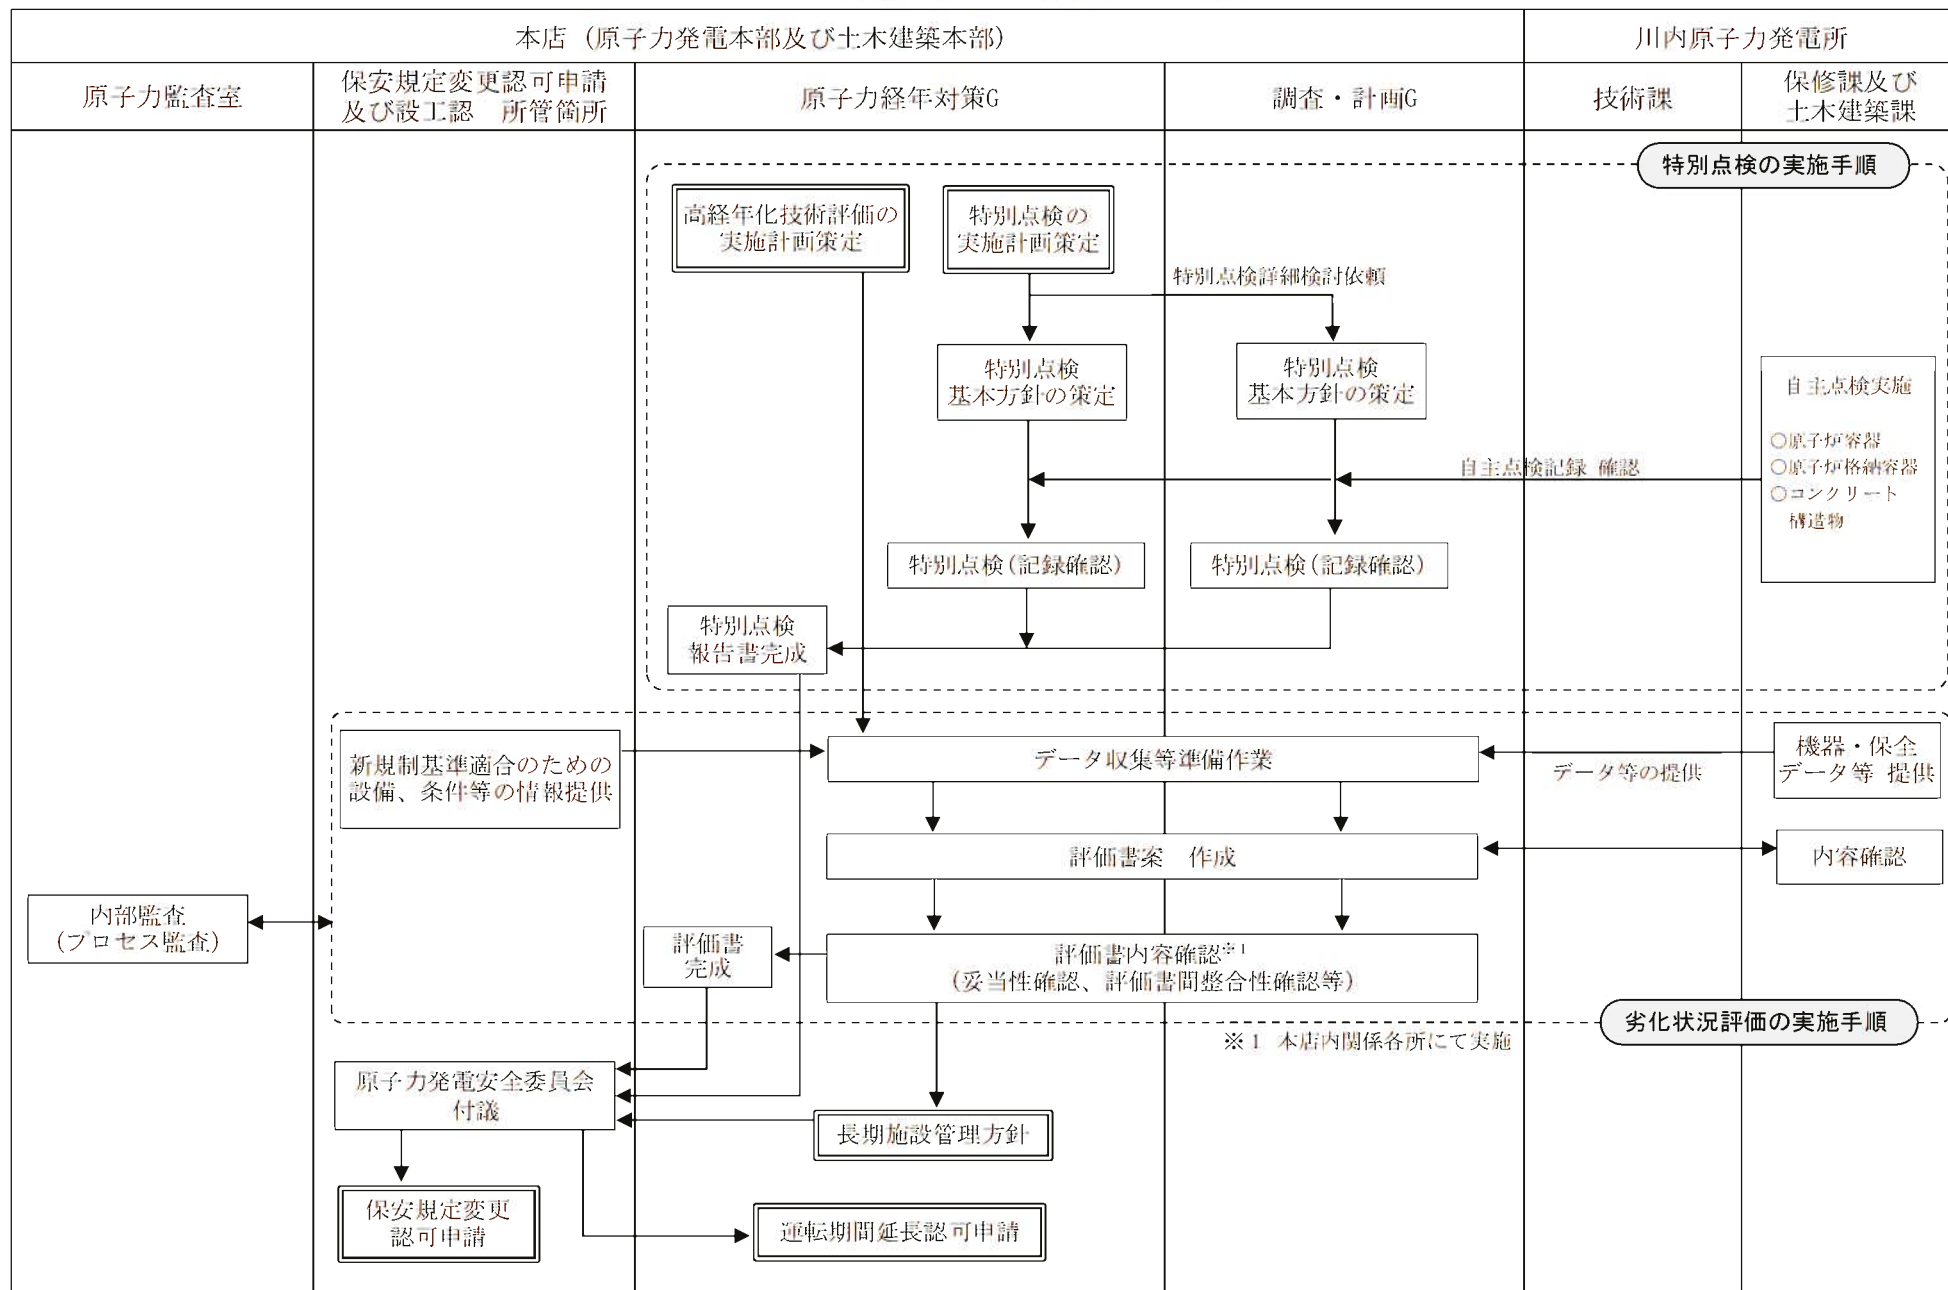 本店（原子力発電本部及び土木建築本部）
川内原子力発電所
原子力監査室
保安規定変更認可申請
及び設工認　所管箇所
原子力経年対策G
調査・計画G
技術課
保修課及び
土木建築課
特別点検の実施手順
高経年化技術評価の
実施計画策定
特別点検の
実施計画策定
特別点検詳細検討依頼
特別点検
基本方針の策定
特別点検
基本方針の策定
自主点検実施
○原子炉容器
○原子炉格納容器
○コンクリート
構造物
自主点検記録 確認
特別点検（記録確認）
特別点検（記録確認）
特別点検
報告書完成
新規制基準適合のための
設備、条件等の情報提供
データ収集等準備作業
データ等の提供
機器・保全
データ等 提供
評価書案　作成
内容確認
内部監査
（プロセス監査）
評価書
完成
評価書内容確認※1
（妥当性確認、評価書間整合性確認等）
劣化状況評価の実施手順
※１ 本店内関係各所にて実施
原子力発電安全委員会
付議
長期施設管理方針
保安規定変更
認可申請
運転期間延長認可申請